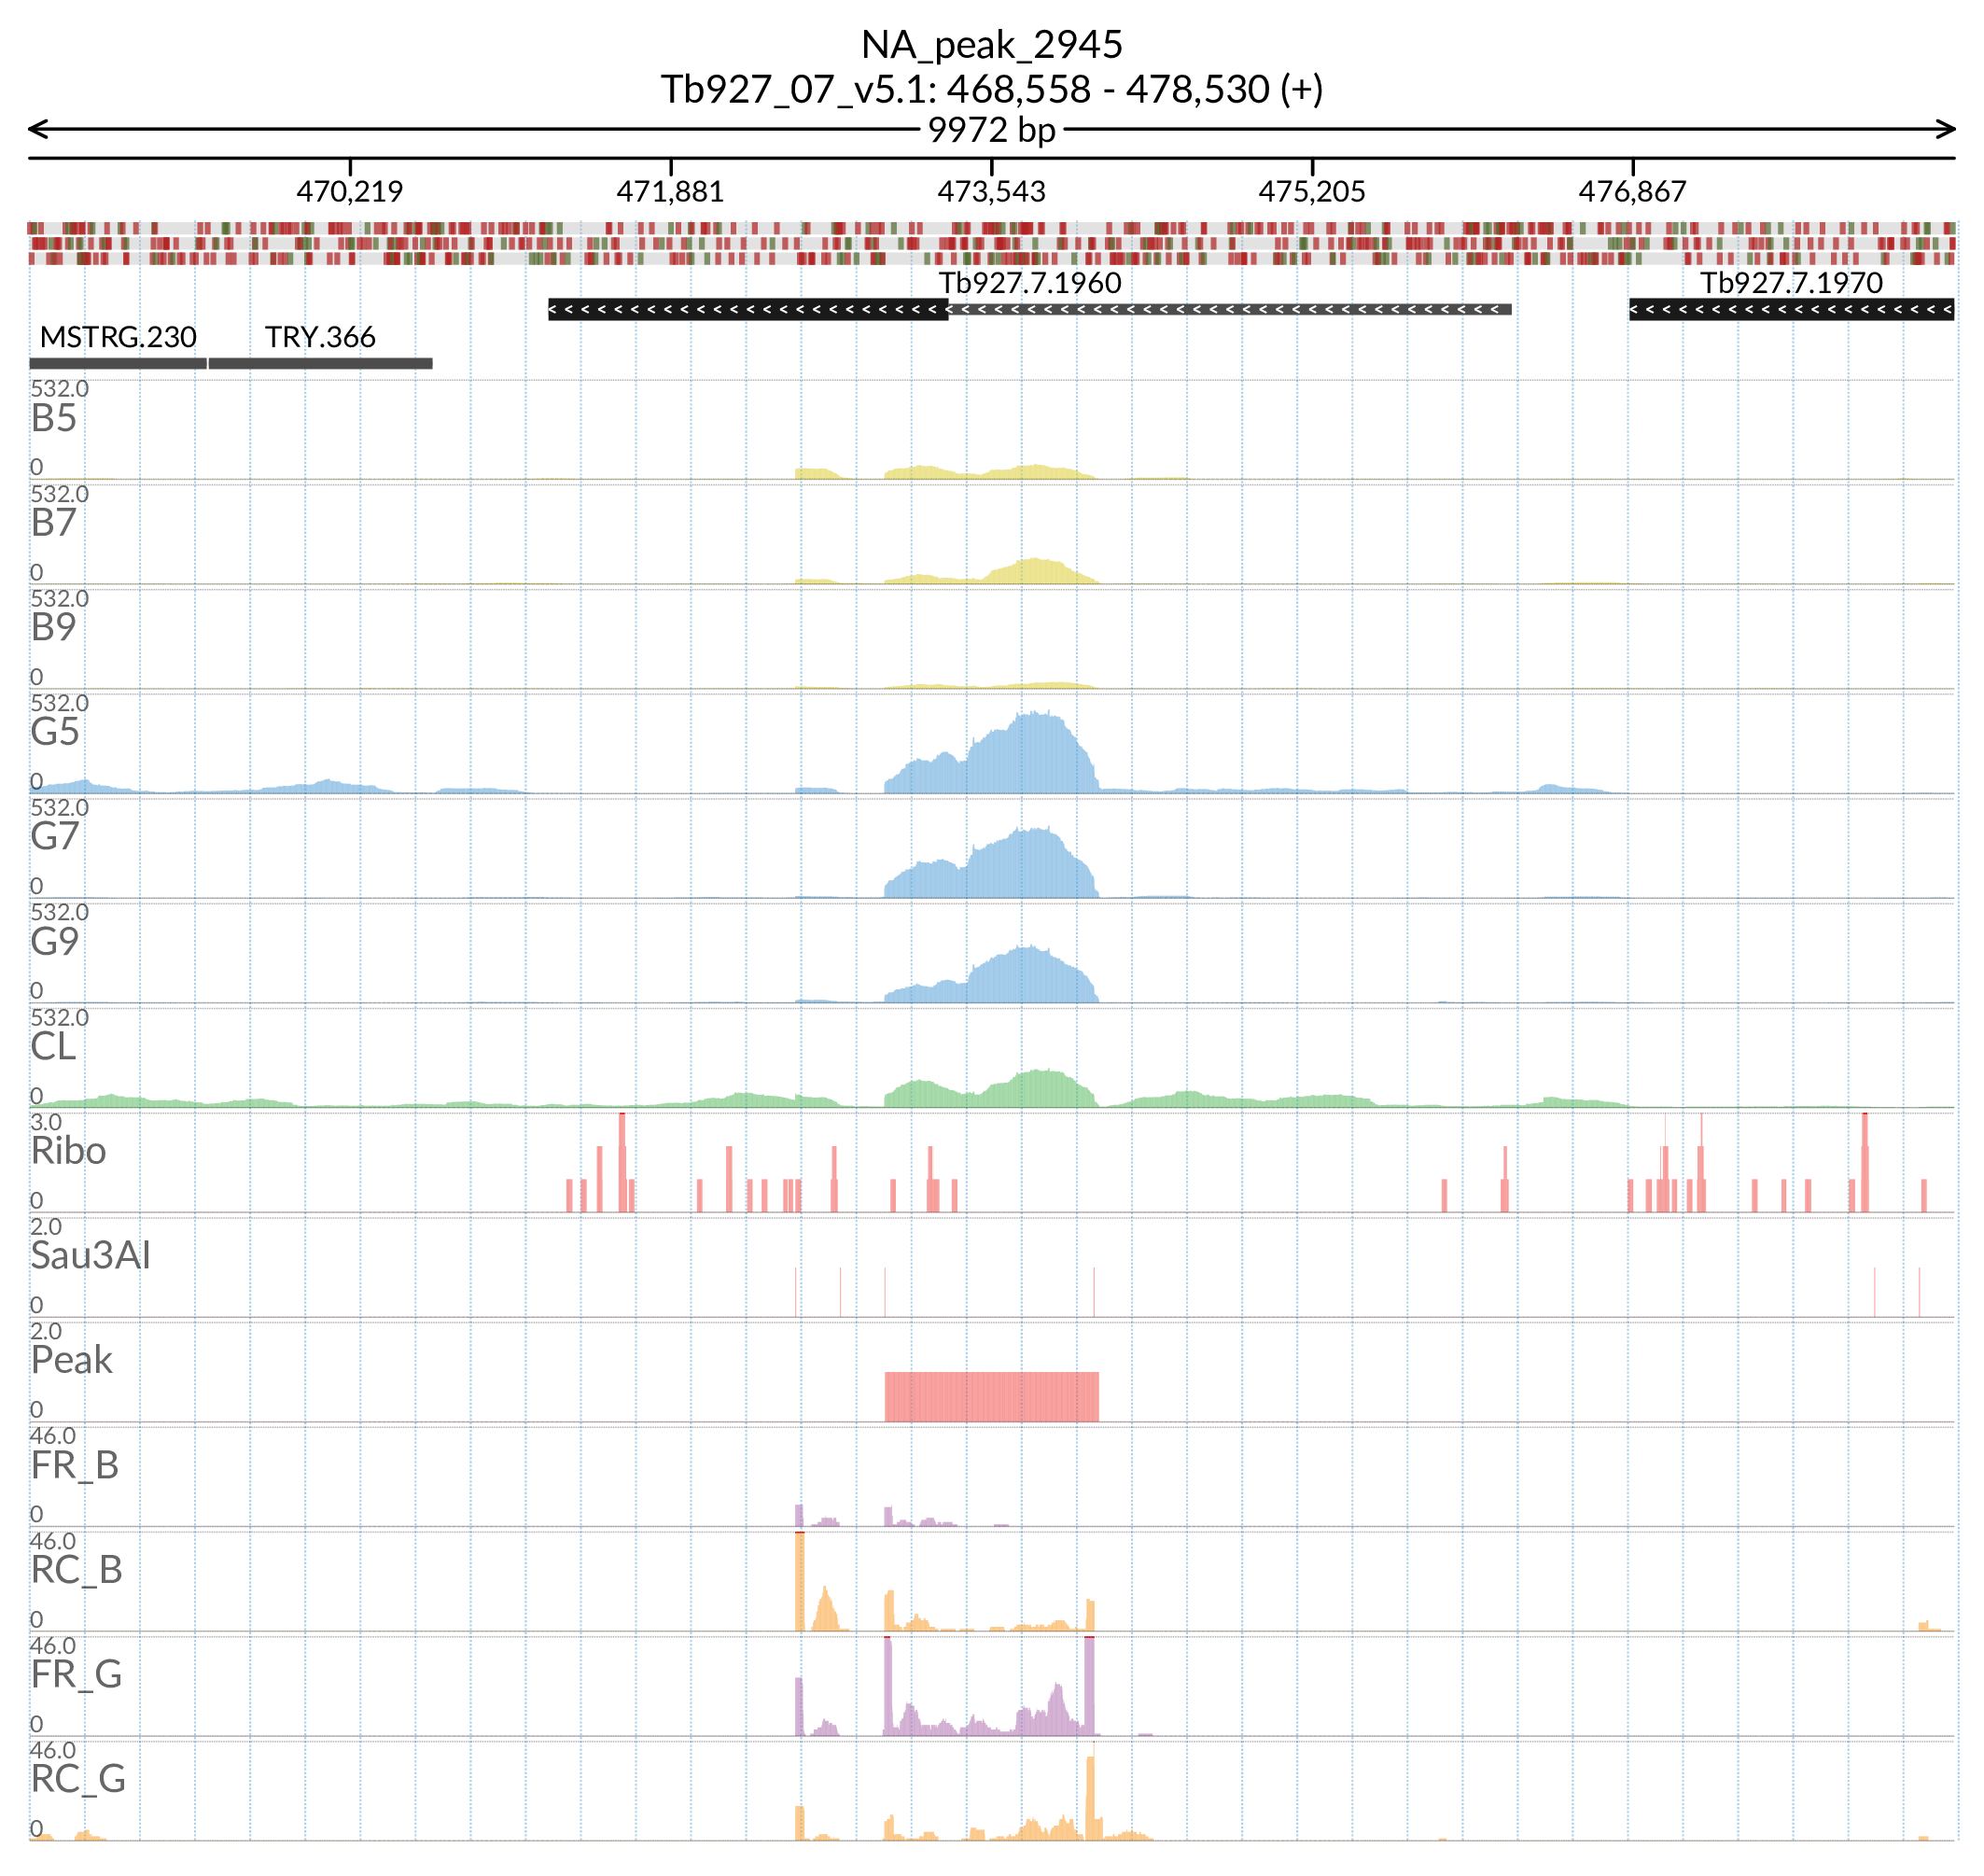 NA_peak_2945
Tb927_07_v5.1: 468,558 - 478,530 (+)
9972 bp
470,219 471,881 473,543 475,205 476,867
Tb927.7.1960 Tb927.7.1970
MSTRG.230 TRY.366
532.0
B5
0
532.0
B7
0
532.0
B9
0
532.0
G5
0
532.0
G7
0
532.0
G9
0
532.0
CL
0
3.0
Ribo
0
2.0
Sau3AI
0
2.0
Peak
0
46.0
FR_B
0
46.0
RC_B
0
46.0
FR_G
0
46.0
RC_G
0